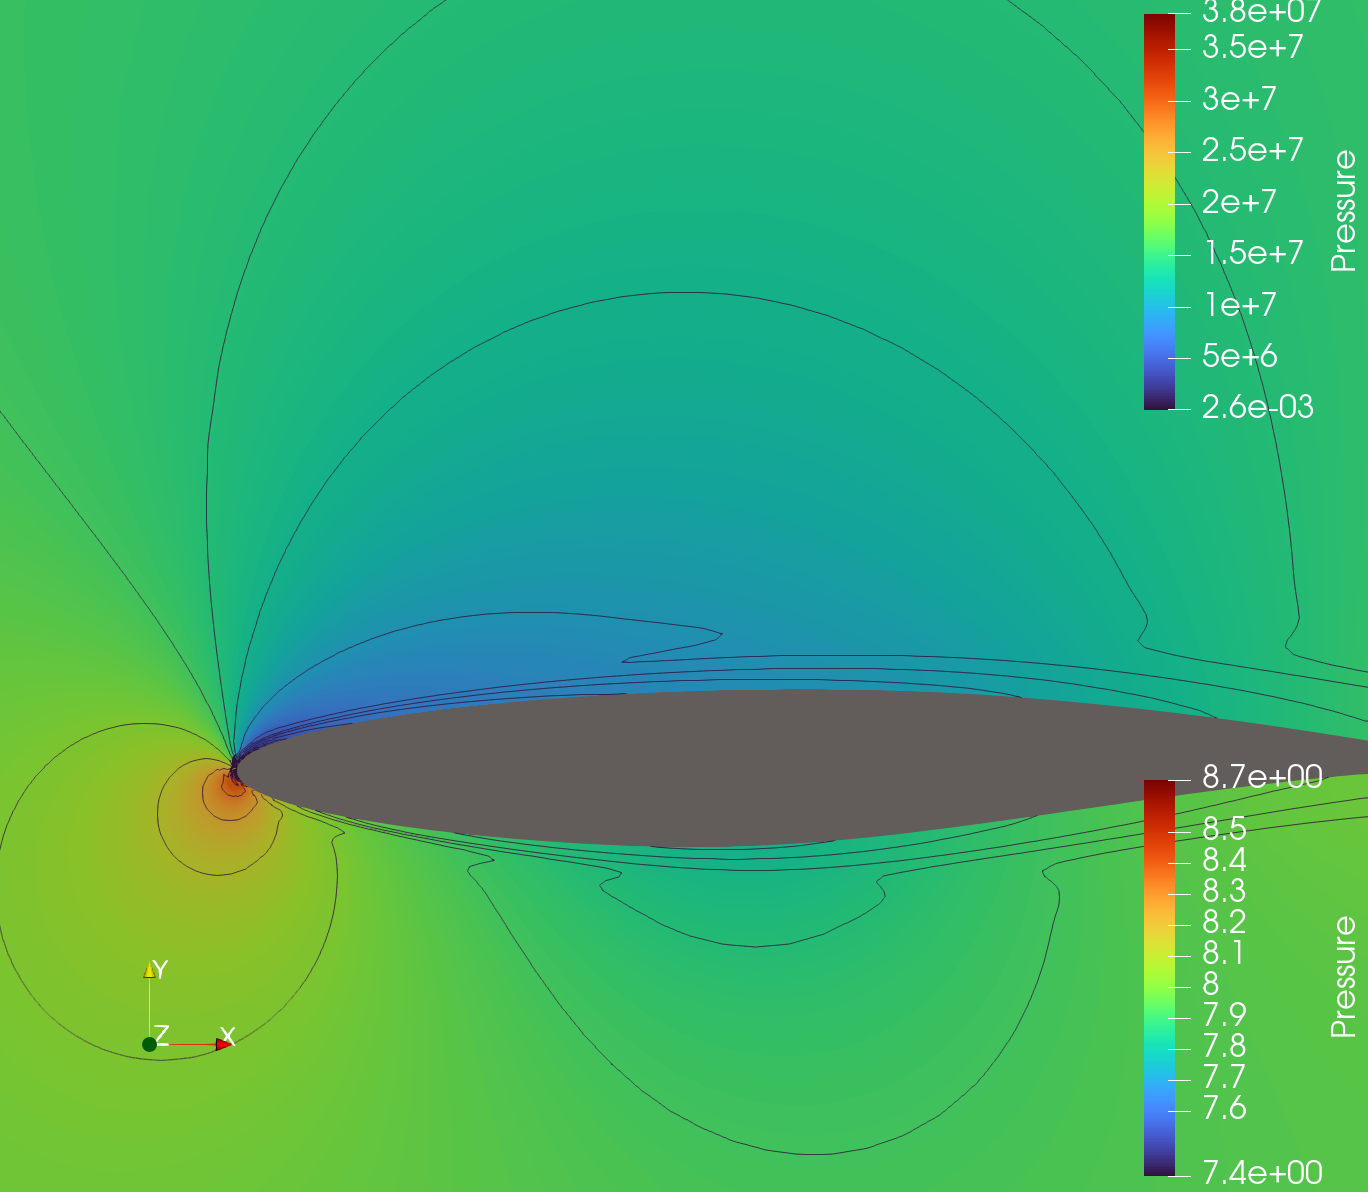 3.8e+07
3.5e+7
3e+7
2.5e+7
2e+7
1.5e+7
1e+7
5e+6
2.6e-03
Pressure
8.7e+00
8.5
8.4
8.3
8.2
8.1
8
7.9
7.8
7.7
7.6
7.4e+00
Pressure
Y
Z
X